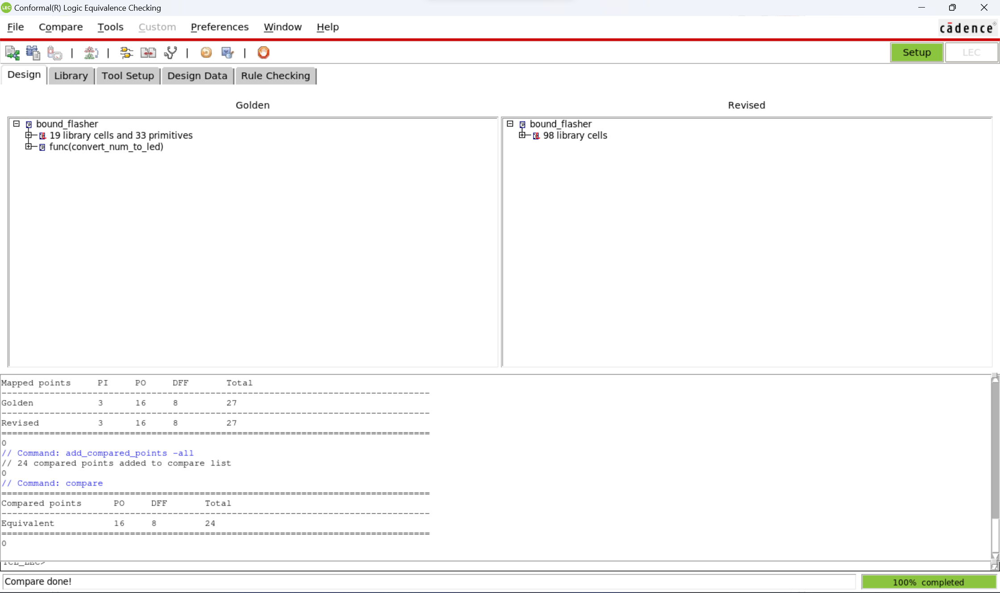 LEC Conformal(R) Logic Equivalence Checking
File Compare Tools Custom Preferences Window Help
cādence®
Setup LEC
Design Library Tool Setup Design Data Rule Checking
Golden Revised
bound_flasher
19 library cells and 33 primitives
func(convert_num_to_led)
bound_flasher
98 library cells
Mapped points PI PO DFF Total
--------------------------------------------------------------------------------
Golden 3 16 8 27
--------------------------------------------------------------------------------
Revised 3 16 8 27
================================================================================
0
// Command: add_compared_points -all
// 24 compared points added to compare list
0
// Command: compare
================================================================================
Compared points PO DFF Total
--------------------------------------------------------------------------------
Equivalent 16 8 24
================================================================================
0
TCL_LEC>
Compare done!
100% completed